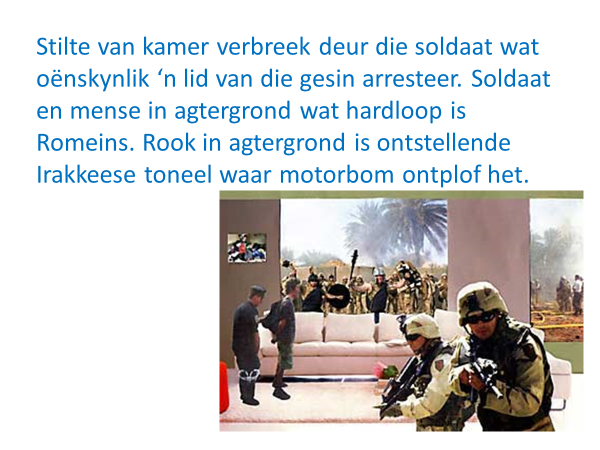 Stilte van kamer verbreek deur die soldaat wat
oënskynlik ‘n lid van die gesin arresteer. Soldaat
en mense in agtergrond wat hardloop is
Romeins. Rook in agtergrond is ontstellende
Irakkeese toneel waar motorbom ontplof het.